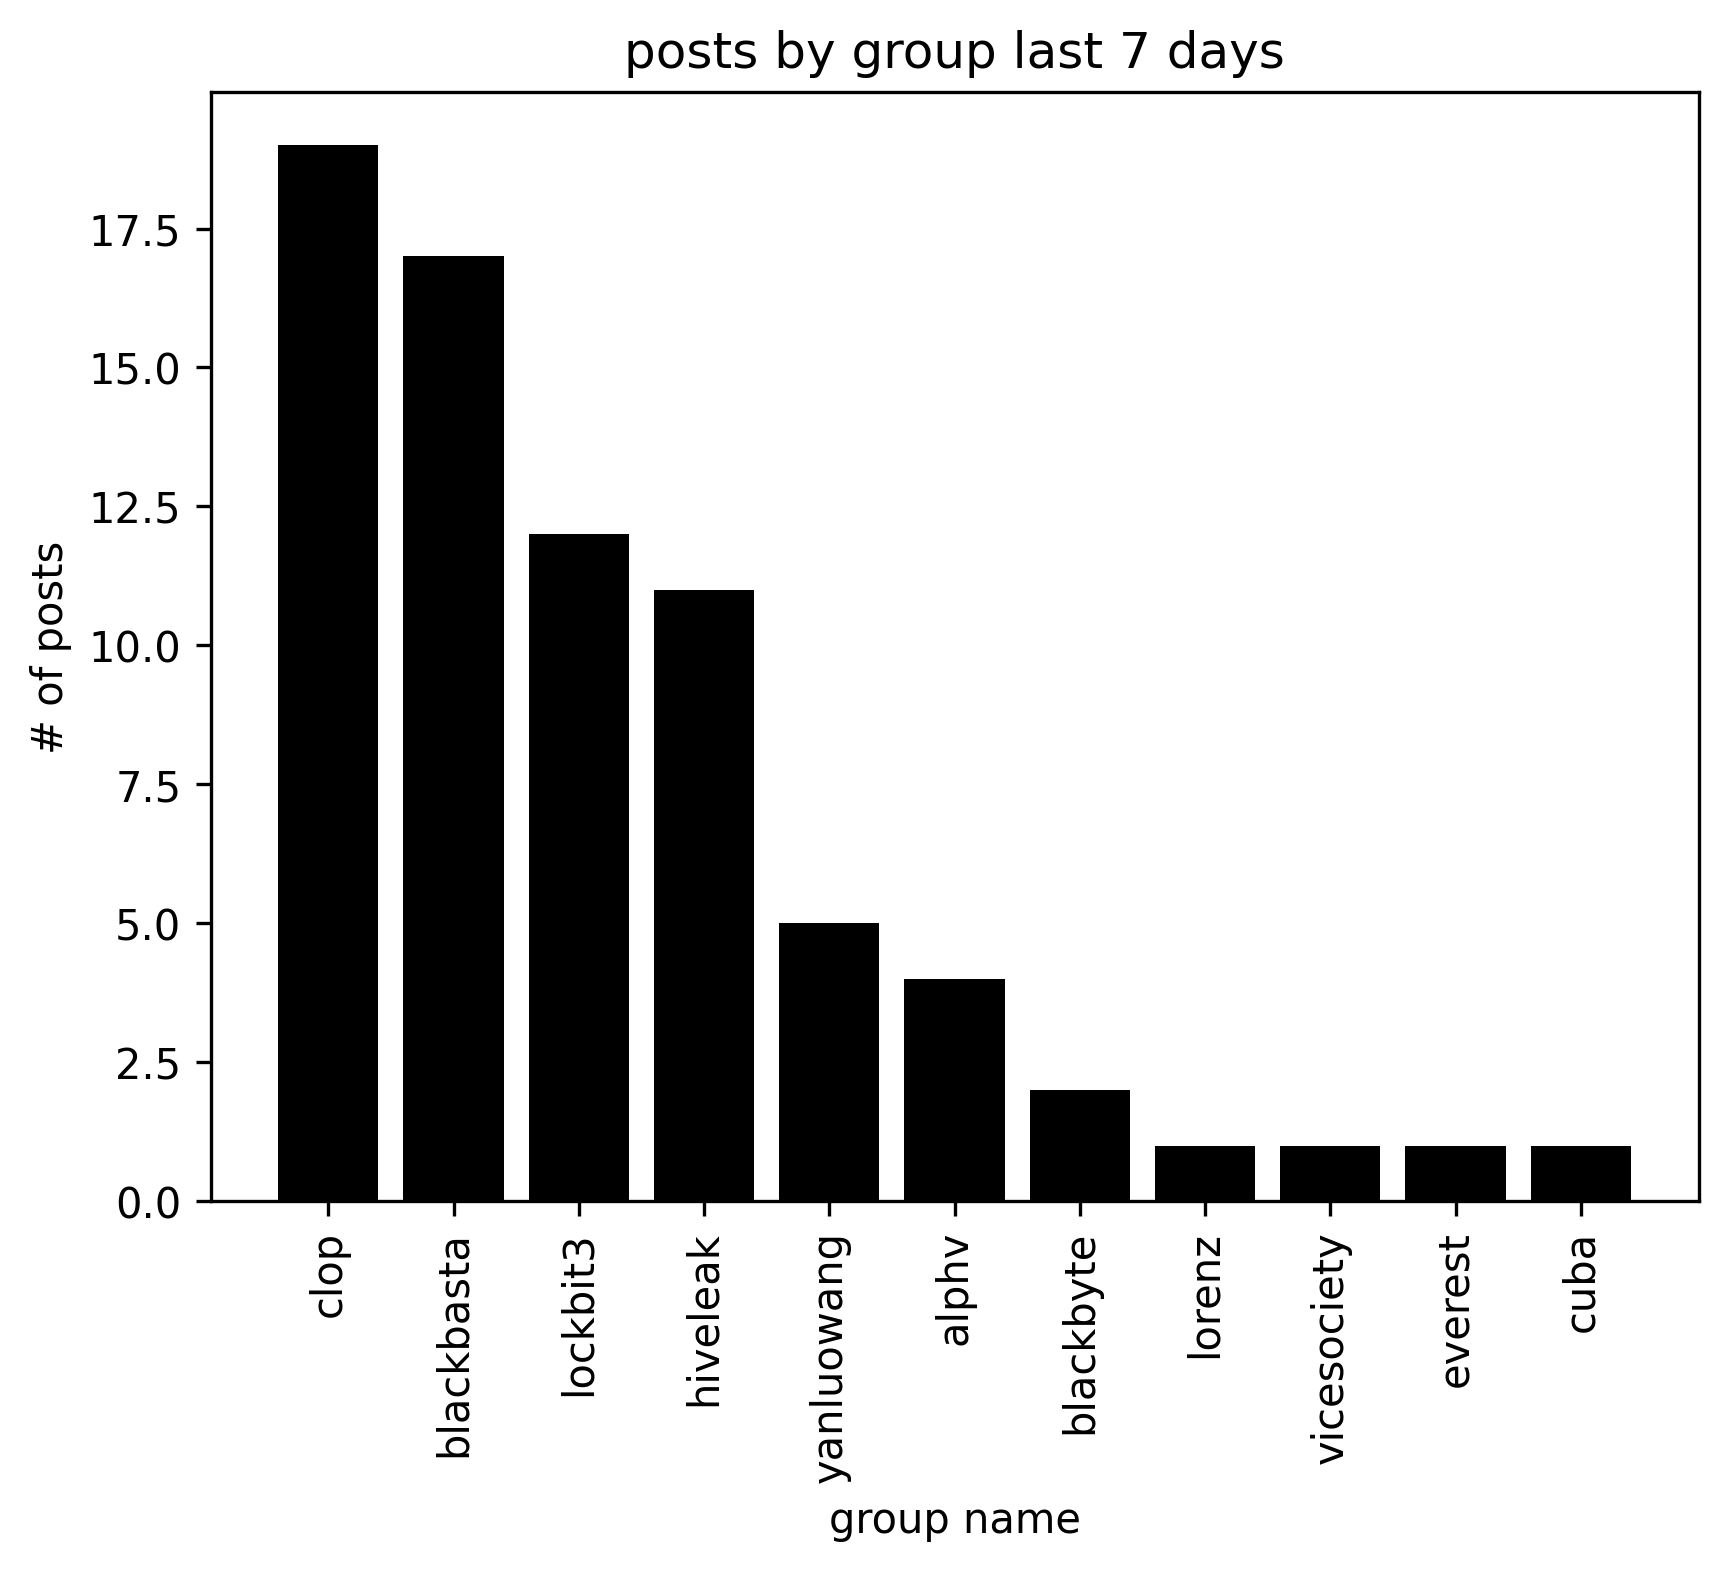 posts by group last 7 days
17.5
15.0
12.5
10.0
7.5
5.0
2.5
0.0
# of posts
clop
blackbasta
lockbit3
hiveleak
yanluowang
alphv
blackbyte
lorenz
vicesociety
everest
cuba
group name